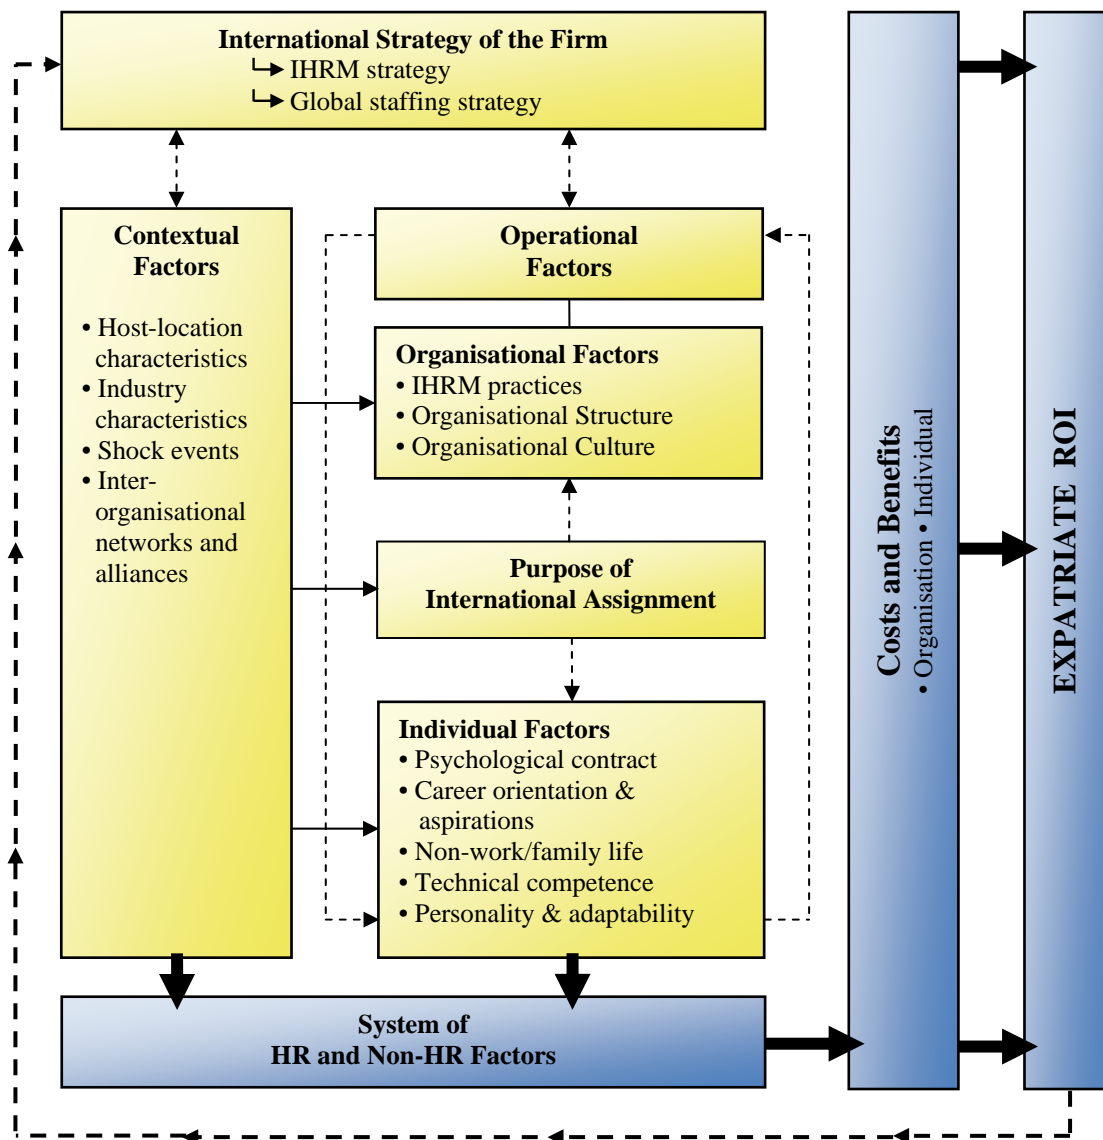 International Strategy of the Firm
IHRM strategy
Global staffing strategy
Contextual
Factors
• Host-location
characteristics
• Industry
characteristics
• Shock events
• Inter-
organisational
networks and
alliances
Operational
Factors
Organisational Factors
• IHRM practices
• Organisational Structure
• Organisational Culture
Purpose of
International Assignment
Individual Factors
• Psychological contract
• Career orientation &
aspirations
• Non-work/family life
• Technical competence
• Personality & adaptability
System of
HR and Non-HR Factors
Costs and Benefits
• Organisation • Individual
EXPATRIATE ROI